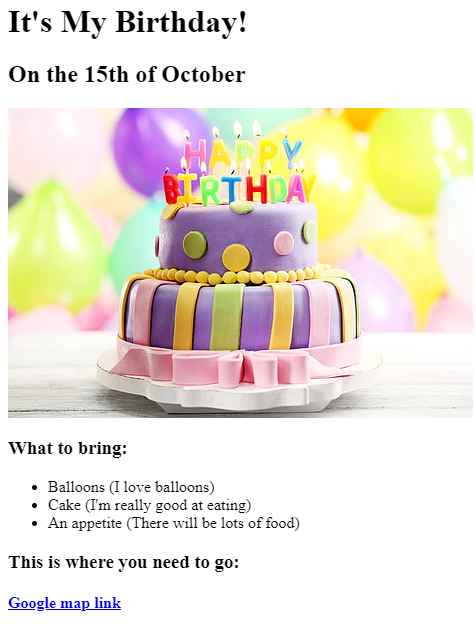 It's My Birthday!
On the 15th of October
HAPPY
BIRTHDAY
What to bring:
Balloons (I love balloons)
Cake (I'm really good at eating)
An appetite (There will be lots of food)
This is where you need to go:
Google map link